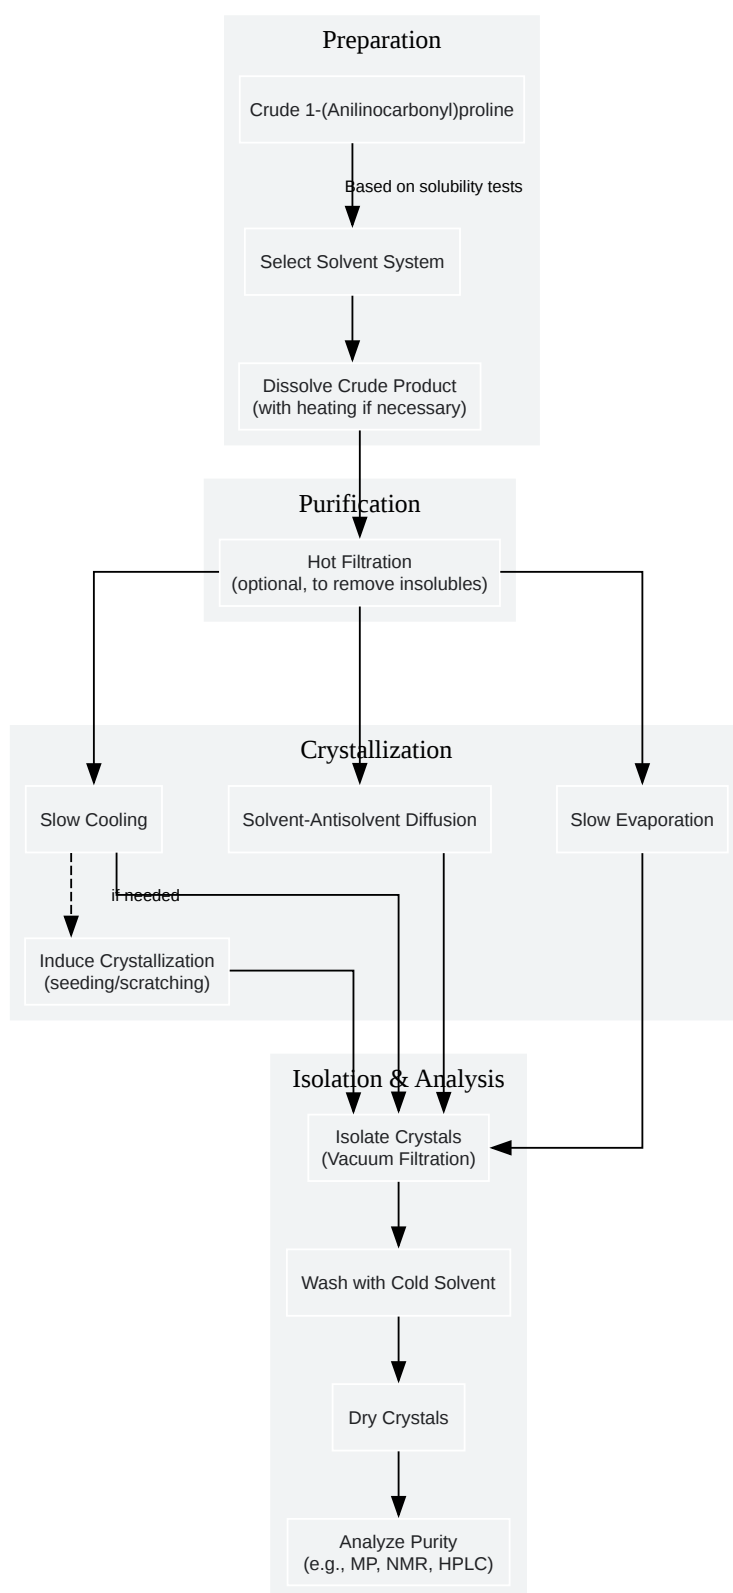 Preparation
Crude 1-(Anilinocarbonyl)proline
Based on solubility tests
Select Solvent System
Dissolve Crude Product
(with heating if necessary)
Purification
Hot Filtration
(optional, to remove insolubles)
Crystallization
Slow Cooling
Solvent-Antisolvent Diffusion
Slow Evaporation
if needed
Induce Crystallization
(seeding/scratching)
Isolation & Analysis
Isolate Crystals
(Vacuum Filtration)
Wash with Cold Solvent
Dry Crystals
Analyze Purity
(e.g., MP, NMR, HPLC)